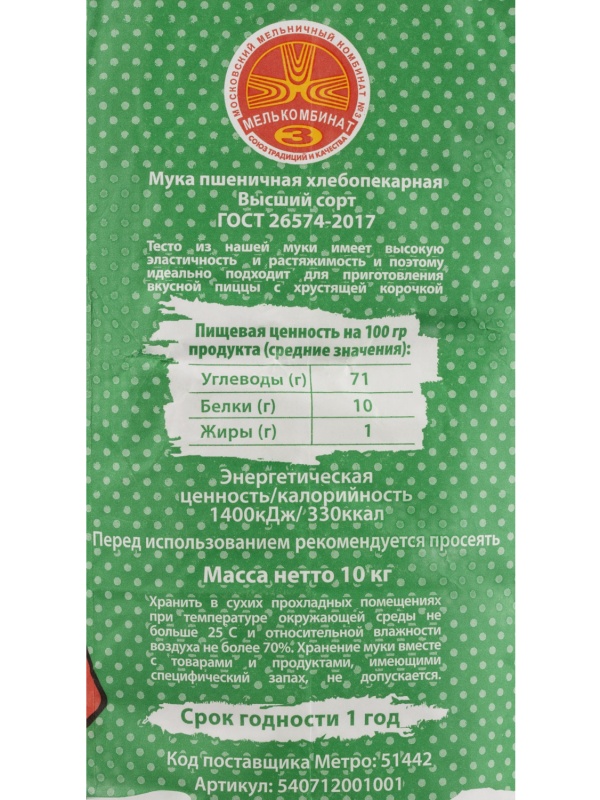 МОСКОВСКИЙ МЕЛЬНИЧНЫЙ КОМБИНАТ №3
МЕЛЬКОМБИНАТ
3
СОЮЗ ТРАДИЦИЙ И КАЧЕСТВА
Мука пшеничная хлебопекарная
Высший сорт
ГОСТ 26574-2017
Тесто из нашей муки имеет высокую
эластичность и растяжимость и поэтому
идеально подходит для приготовления
вкусной пиццы с хрустящей корочкой
Пищевая ценность на 100 гр
продукта (средние значения):
Углеводы (г) 71
Белки (г) 10
Жиры (г) 1
Энергетическая
ценность/калорийность
1400кДж/ 330ккал
Перед использованием рекомендуется просеять
Масса нетто 10 кг
Хранить в сухих прохладных помещениях
при температуре окружающей среды не
больше 25 С и относительной влажности
воздуха не более 70%. Хранение муки вместе
с товарами и продуктами, имеющими
специфический запах, не допускается.
Срок годности 1 год
Код поставщика Метро: 51442
Артикул: 540712001001